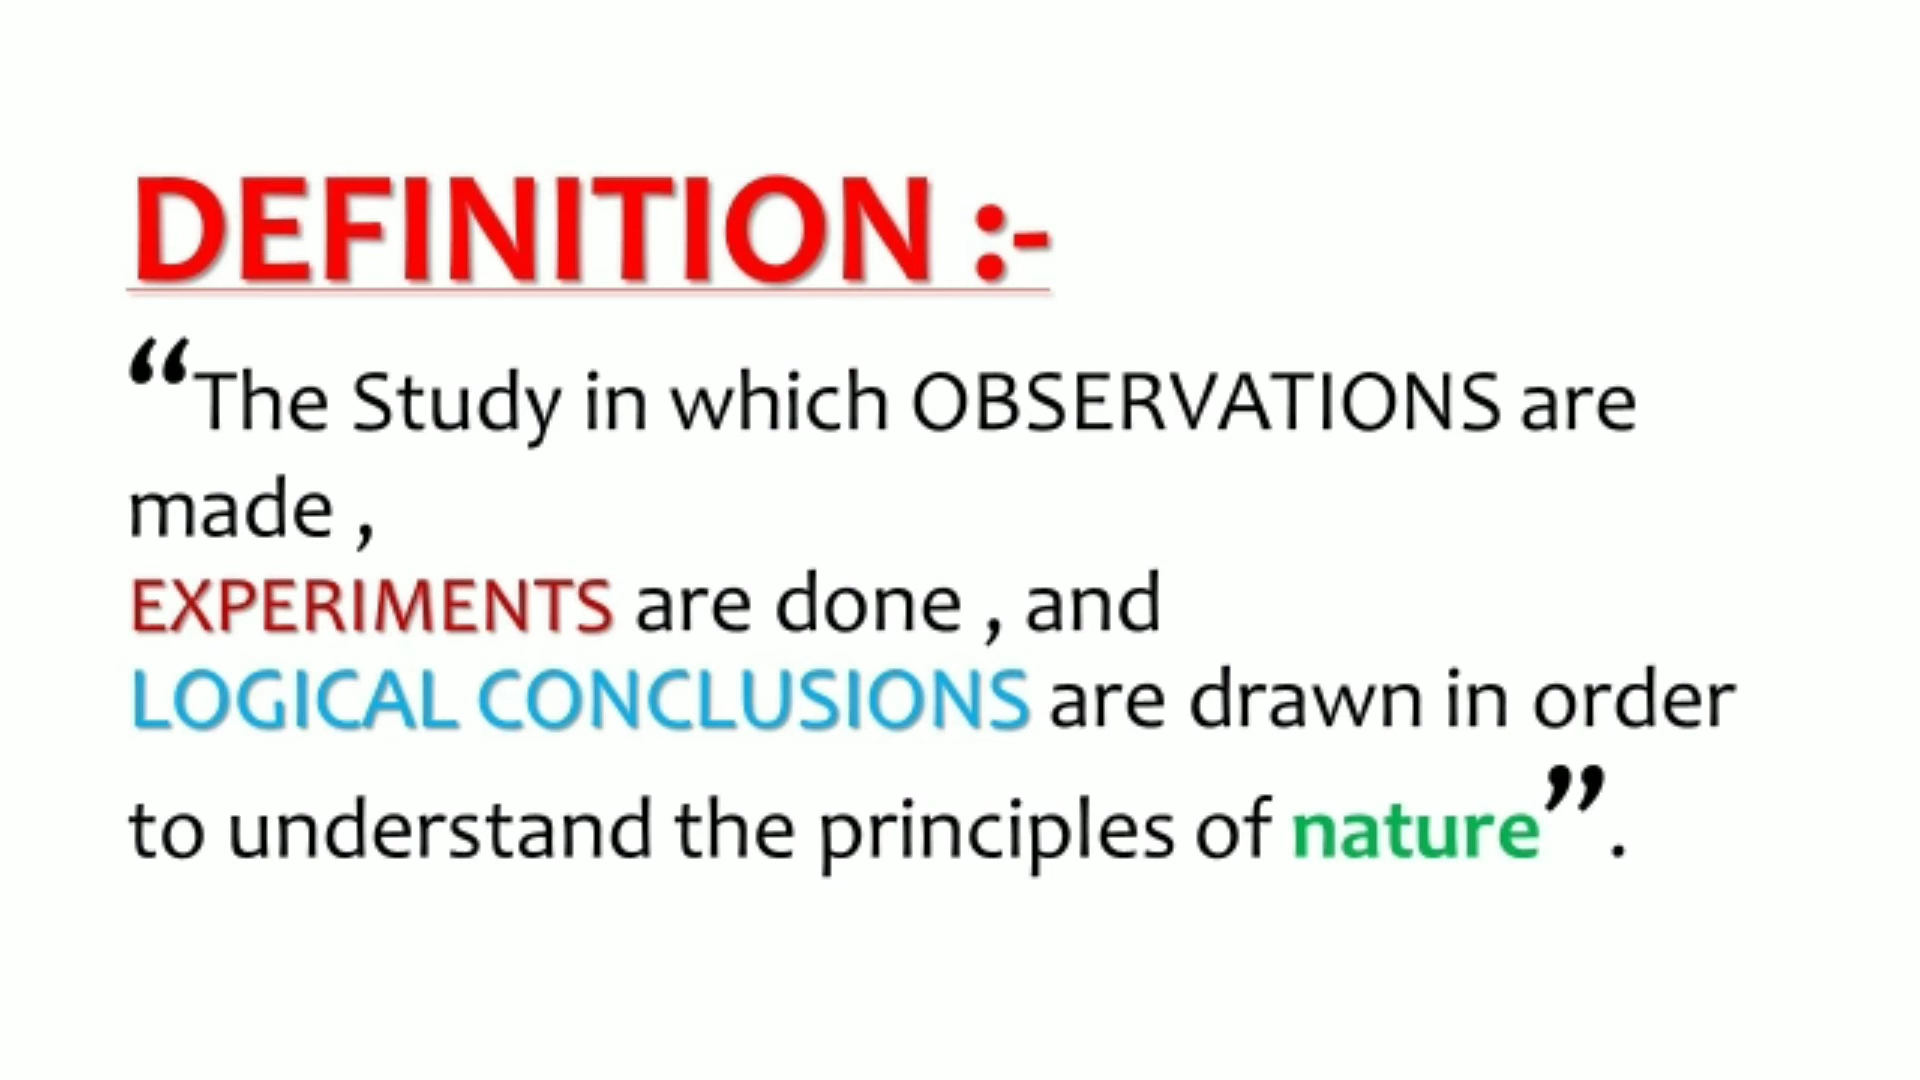 DEFINITION :-
“The Study in which OBSERVATIONS are
made ,
EXPERIMENTS are done , and
LOGICAL CONCLUSIONS are drawn in order
to understand the principles of nature” .